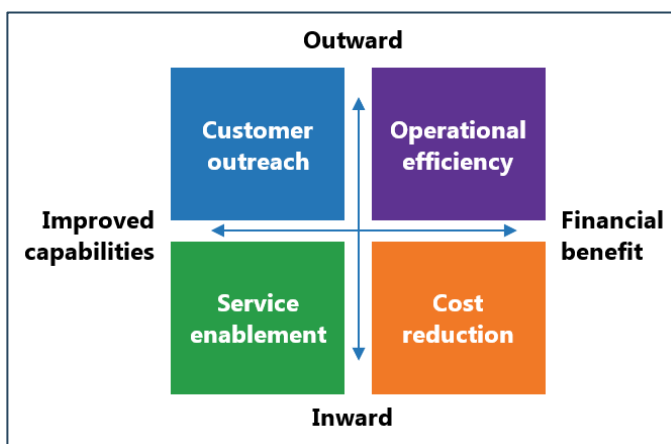 Outward
Customer
outreach
Operational
efficiency
Improved
capabilities
Financial
benefit
Service
enablement
Cost
reduction
Inward